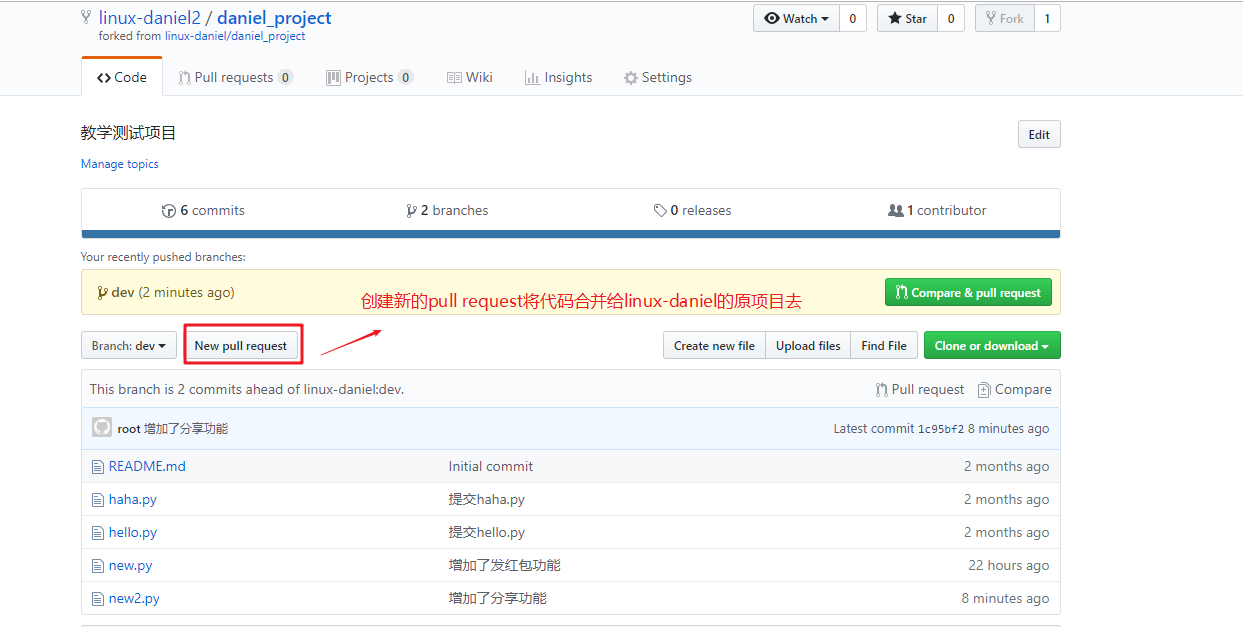 linux-daniel2 / daniel_project
Watch 0 Star 0 Fork 1
forked from linux-daniel/daniel_project
Code Pull requests 0 Projects 0 Wiki Insights Settings
教学测试项目
Edit
Manage topics
6 commits 2 branches 0 releases 1 contributor
Your recently pushed branches:
dev (2 minutes ago)
创建新的pull request将代码合并给linux-daniel的原项目去
Compare & pull request
Branch: dev New pull request Create new file Upload files Find File Clone or download
This branch is 2 commits ahead of linux-daniel:dev. Pull request Compare
root 增加了分享功能 Latest commit 1c95bf2 8 minutes ago
README.md Initial commit 2 months ago
haha.py 提交haha.py 2 months ago
hello.py 提交hello.py 2 months ago
new.py 增加了发红包功能 22 hours ago
new2.py 增加了分享功能 8 minutes ago